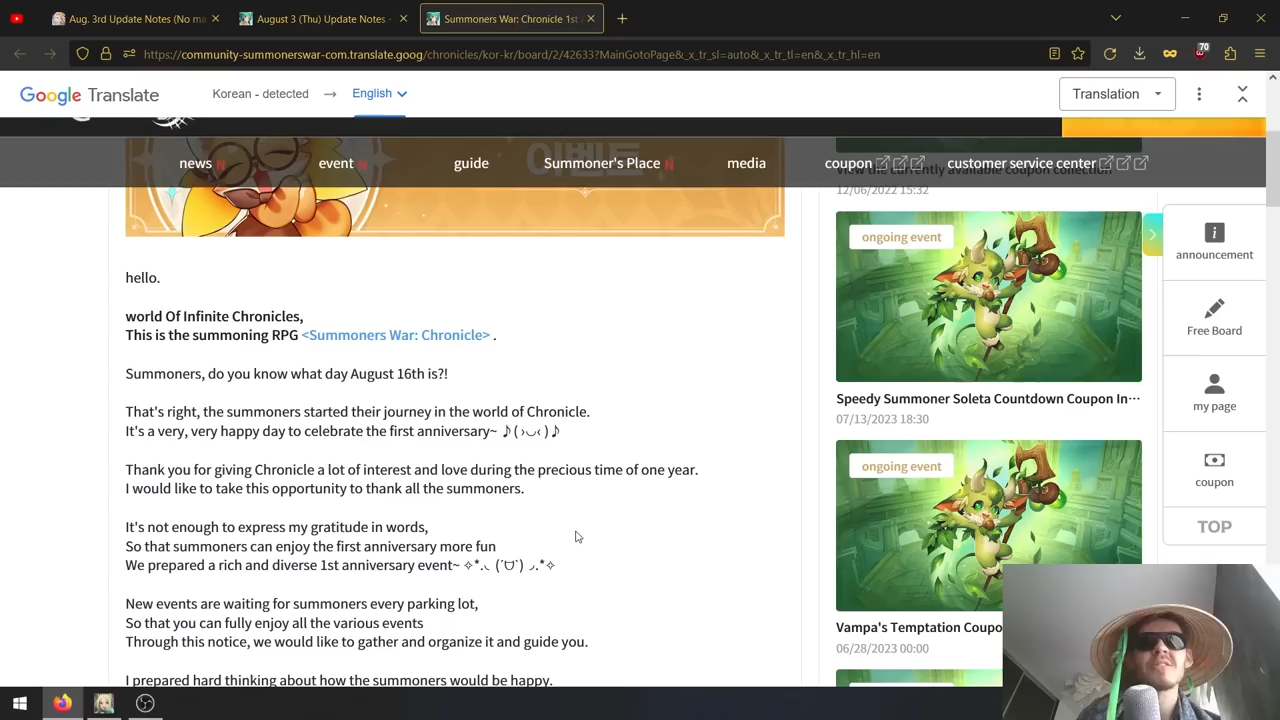 Aug. 3rd Update Notes (No ma
August 3 (Thu) Update Notes -
Summoners War: Chronicle 1st
https://community-summonerswar-com.translate.goog/chronicles/kor-kr/board/2/42633?MainGotoPage&_x_tr_sl=auto&_x_tr_tl=en&_x_tr_hl=en
70
Google Translate
Korean - detected
English
Translation
news N
event N
guide
Summoner's Place N
media
coupon
customer service center
이벤트
View the currently available coupon collection
12/06/2022 15:32
hello.
world Of Infinite Chronicles,
This is the summoning RPG <Summoners War: Chronicle> .
Summoners, do you know what day August 16th is?!
That's right, the summoners started their journey in the world of Chronicle.
It's a very, very happy day to celebrate the first anniversary~ ♪(›◡‹)♪
Thank you for giving Chronicle a lot of interest and love during the precious time of one year.
I would like to take this opportunity to thank all the summoners.
It's not enough to express my gratitude in words,
So that summoners can enjoy the first anniversary more fun
We prepared a rich and diverse 1st anniversary event~ ✧*.◟(ˊᗨˋ)◞.*✧
New events are waiting for summoners every parking lot,
So that you can fully enjoy all the various events
Through this notice, we would like to gather and organize it and guide you.
I prepared hard thinking about how the summoners would be happy.
ongoing event
Speedy Summoner Soleta Countdown Coupon In···
07/13/2023 18:30
ongoing event
Vampa's Temptation Coupo
06/28/2023 00:00
announcement
Free Board
my page
coupon
TOP